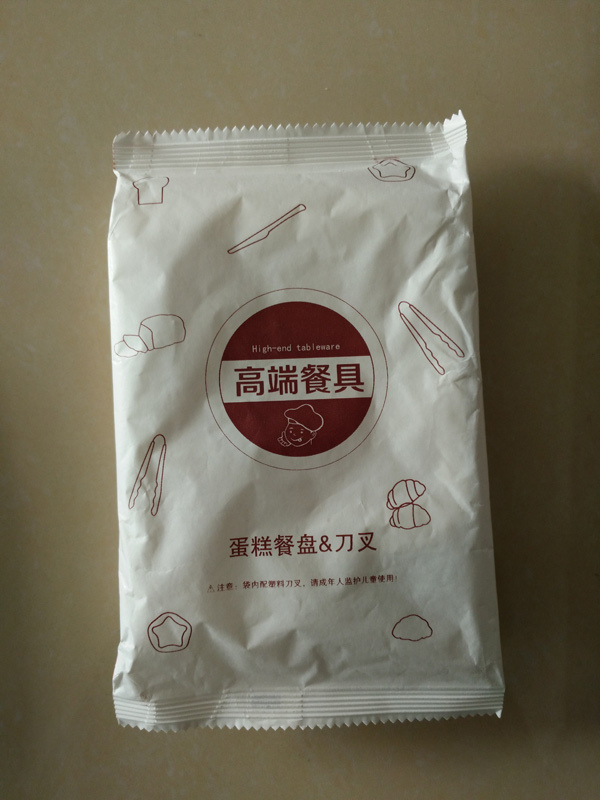 High-end tableware
高端餐具
蛋糕餐盘&刀叉
⚠注意：袋内配塑料刀叉，请成年人监护儿童使用！